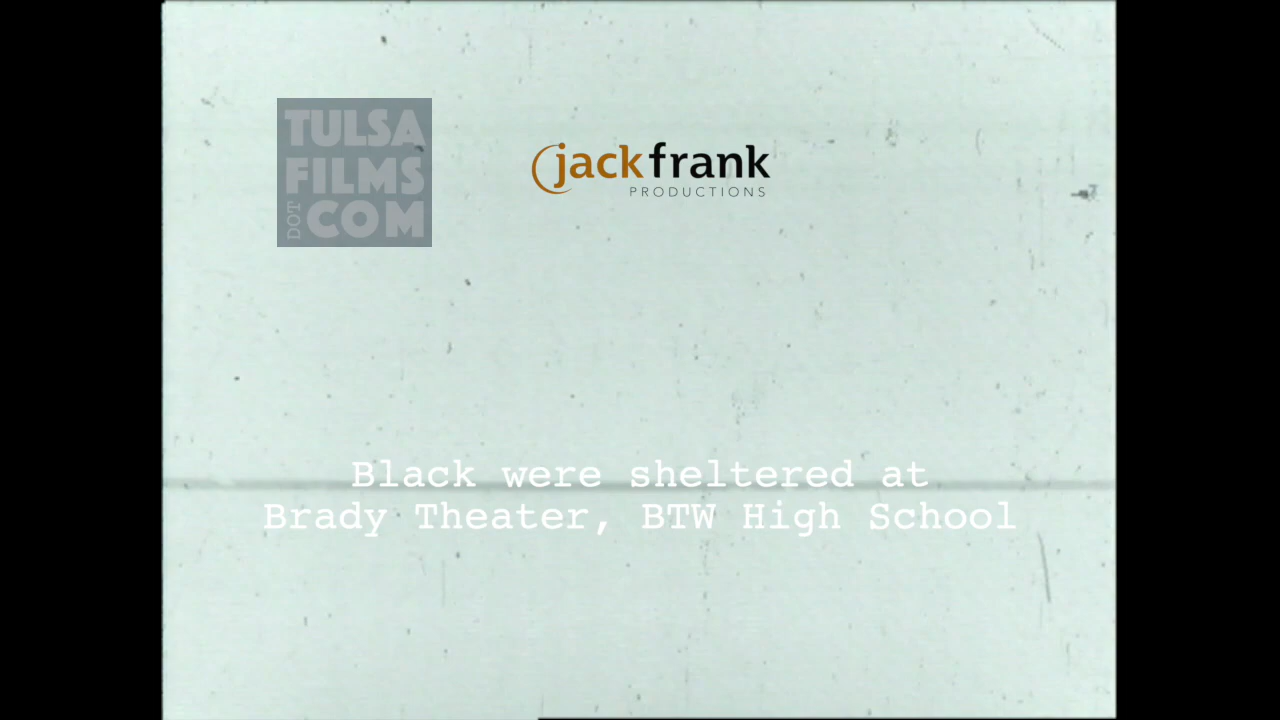 TULSA
FILMS
DOT COM
jackfrank
PRODUCTIONS
Black were sheltered at
Brady Theater, BTW High School